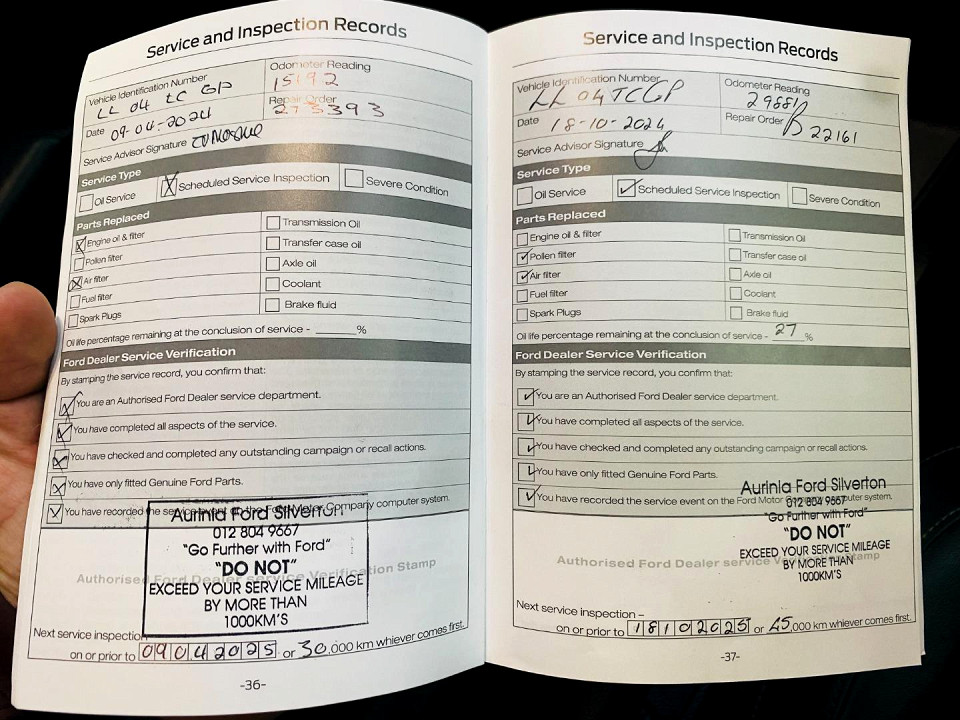 Service and Inspection Records
Vehicle Identification Number
LL 04 TC GP
Odometer Reading
15192
Date 09-04-2024
Repair Order
273393
Service Advisor Signature
Service Type
Oil Service
Scheduled Service Inspection
Severe Condition
Parts Replaced
Engine oil & filter
Transmission Oil
Pollen filter
Transfer case oil
Air filter
Axle oil
Fuel filter
Coolant
Spark Plugs
Brake fluid
Oil life percentage remaining at the conclusion of service - ______%
Ford Dealer Service Verification
By stamping the service record, you confirm that:
You are an Authorised Ford Dealer service department.
You have completed all aspects of the service.
You have checked and completed any outstanding campaign or recall actions.
You have only fitted Genuine Ford Parts.
You have recorded the service event on the Ford Motor Company computer system.
Aurinia Ford Silverton
012 804 9667
"Go Further with Ford"
"DO NOT"
Authorised Ford Dealer service Verification Stamp
EXCEED YOUR SERVICE MILEAGE
BY MORE THAN
1000KM'S
Next service inspection
on or prior to 09042025 or 30,000 km whiever comes first.
-36-
Service and Inspection Records
Vehicle Identification Number
LL 04 TCGP
Odometer Reading
29881
Date 18-10-2024
Repair Order B 22161
Service Advisor Signature
Service Type
Oil Service
Scheduled Service Inspection
Severe Condition
Parts Replaced
Engine oil & filter
Transmission Oil
Pollen filter
Transfer case oil
Air filter
Axle oil
Fuel filter
Coolant
Spark Plugs
Brake fluid
Oil life percentage remaining at the conclusion of service - 27 %
Ford Dealer Service Verification
By stamping the service record, you confirm that:
You are an Authorised Ford Dealer service department.
You have completed all aspects of the service.
You have checked and completed any outstanding campaign or recall actions.
You have only fitted Genuine Ford Parts.
You have recorded the service event on the Ford Motor Company computer system.
Aurinia Ford Silverton
012 804 9667
"Go Further with Ford"
"DO NOT"
EXCEED YOUR SERVICE MILEAGE
Authorised Ford Dealer service Verification Stamp
BY MORE THAN
1000KM'S
Next service inspection –
on or prior to 18102025 or 45,000 km whiever comes first.
-37-